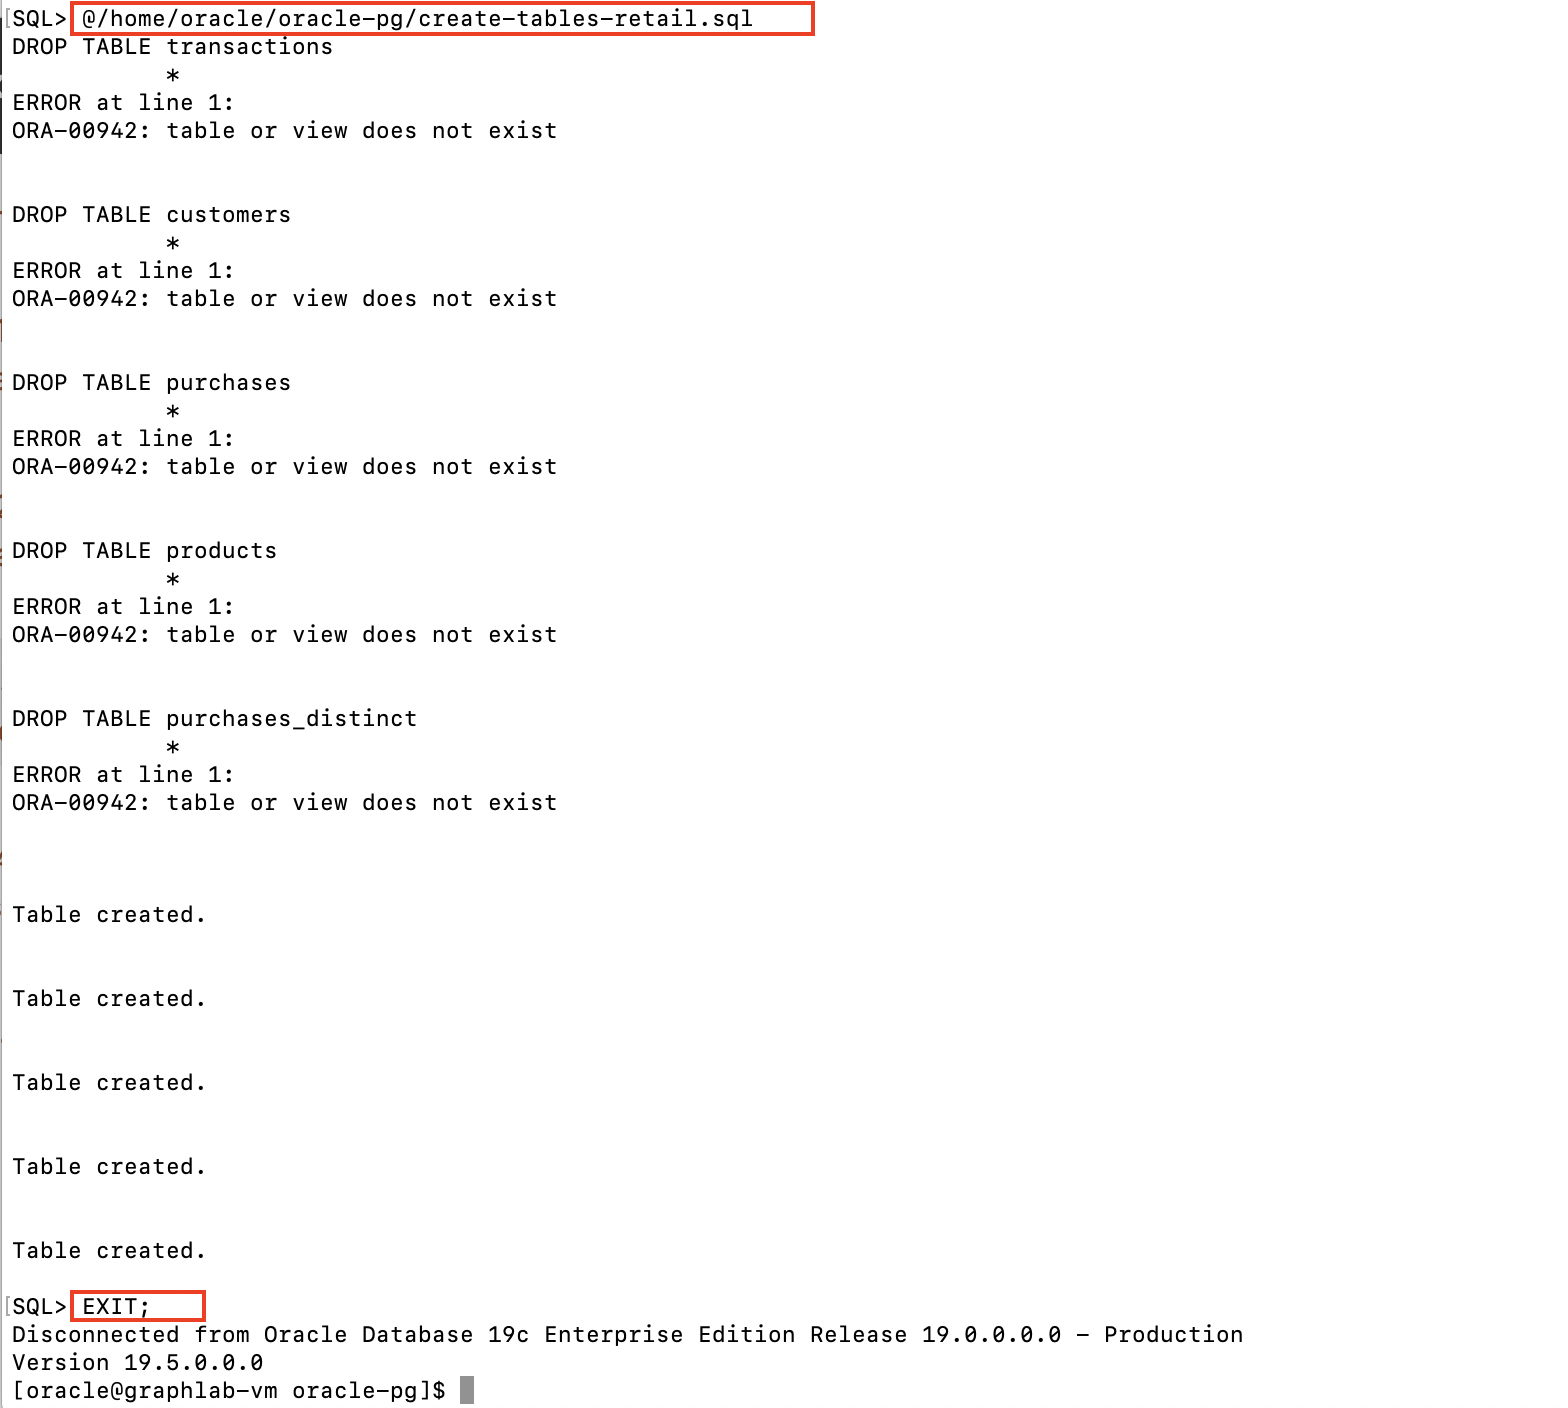 SQL> @/home/oracle/oracle-pg/create-tables-retail.sql
DROP TABLE transactions
*
ERROR at line 1:
ORA-00942: table or view does not exist
DROP TABLE customers
*
ERROR at line 1:
ORA-00942: table or view does not exist
DROP TABLE purchases
*
ERROR at line 1:
ORA-00942: table or view does not exist
DROP TABLE products
*
ERROR at line 1:
ORA-00942: table or view does not exist
DROP TABLE purchases_distinct
*
ERROR at line 1:
ORA-00942: table or view does not exist
Table created.
Table created.
Table created.
Table created.
Table created.
SQL> EXIT;
Disconnected from Oracle Database 19c Enterprise Edition Release 19.0.0.0.0 - Production
Version 19.5.0.0.0
[oracle@graphlab-vm oracle-pg]$